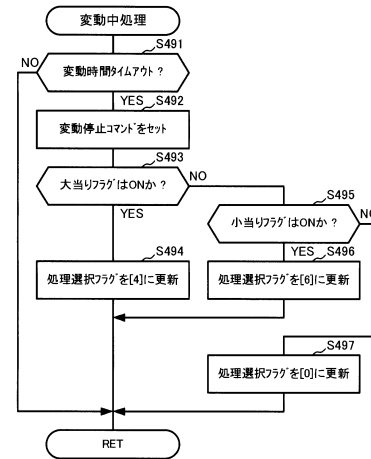 変動中処理
S491
NO
変動時間タイムアウト?
YES
S492
変動停止コマンドをセット
S493
大当りフラグはONか?
NO
S495
YES
小当りフラグはONか?
NO
S494
YES
S496
処理選択フラグを[4]に更新
処理選択フラグを[6]に更新
S497
処理選択フラグを[0]に更新
RET